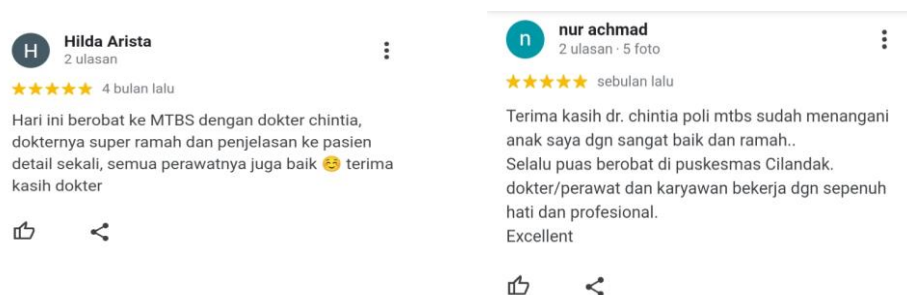 H
Hilda Arista
2 ulasan
4 bulan lalu
Hari ini berobat ke MTBS dengan dokter chintia,
dokternya super ramah dan penjelasan ke pasien
detail sekali, semua perawatnya juga baik ☺️ terima
kasih dokter
n
nur achmad
2 ulasan · 5 foto
sebulan lalu
Terima kasih dr. chintia poli mtbs sudah menangani
anak saya dgn sangat baik dan ramah..
Selalu puas berobat di puskesmas Cilandak.
dokter/perawat dan karyawan bekerja dgn sepenuh
hati dan profesional.
Excellent